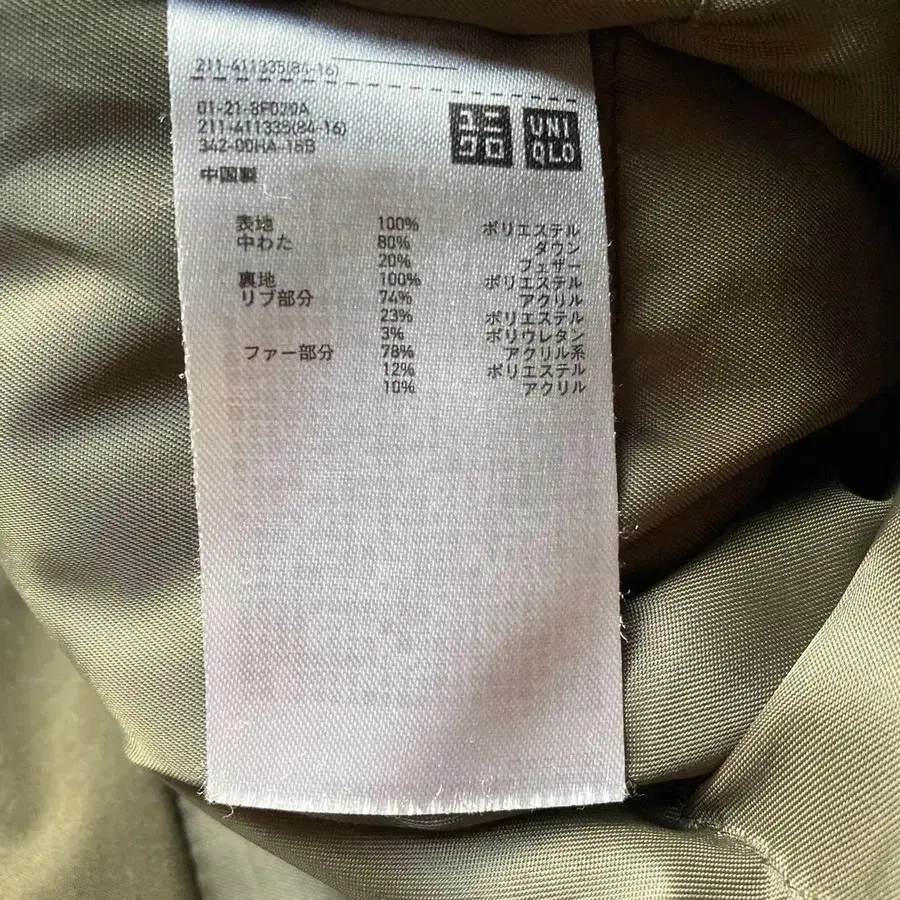 211-411335(84-16)
01-21-8F020A
211-411335(84-16)
342-00HA-18B
ユニクロ
UNIQLO
中国製
表地 100% ポリエステル
中わた 80% ダウン
20% フェザー
裏地 100% ポリエステル
リブ部分 74% アクリル
23% ポリエステル
3% ポリウレタン
ファー部分 78% アクリル系
12% ポリエステル
10% アクリル